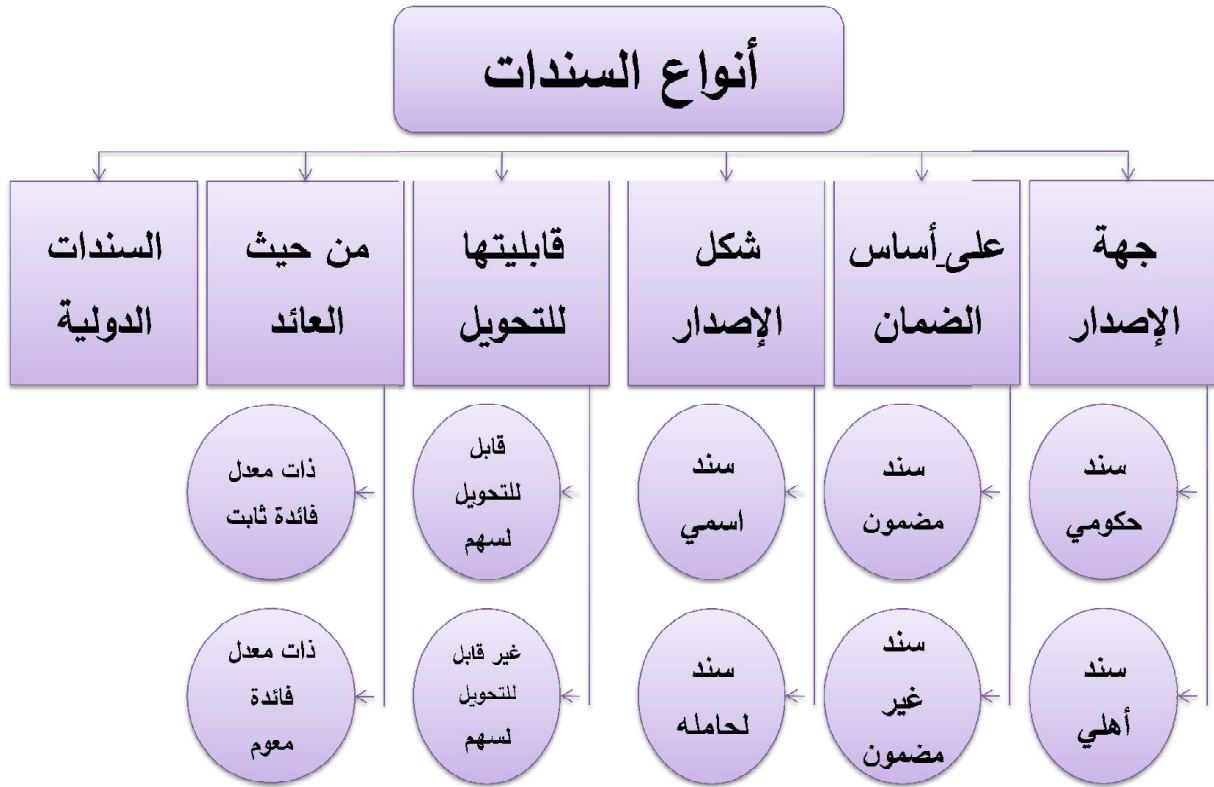 أنواع السندات
جهة
الإصدار
على أساس
الضمان
شكل
الإصدار
قابليتها
للتحويل
من حيث
العائد
السندات
الدولية
سند
حكومي
سند
أهلي
سند
مضمون
سند
غير
مضمون
سند
اسمي
سند
لحامله
قابل
للتحويل
لسهم
غير قابل
للتحويل
لسهم
ذات معدل
فائدة ثابت
ذات معدل
فائدة
معوم